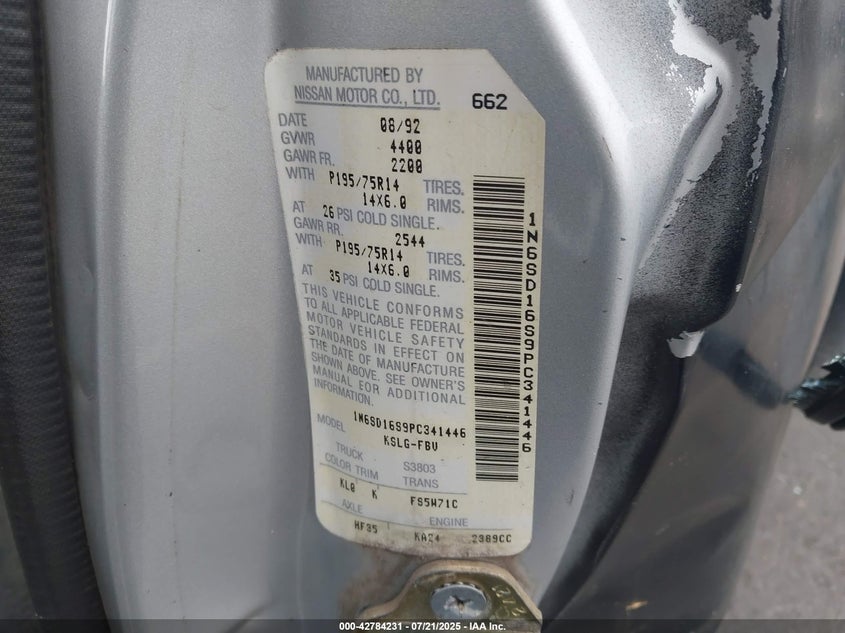 MANUFACTURED BY
NISSAN MOTOR CO., LTD. 662
DATE 08/92
GVWR 4400
GAWR FR. 2200
WITH P195/75R14 TIRES.
14X6.0 RIMS.
AT 26 PSI COLD SINGLE.
GAWR RR. 2544
WITH P195/75R14 TIRES.
14X6.0 RIMS.
AT 35 PSI COLD SINGLE.
THIS VEHICLE CONFORMS
TO ALL APPLICABLE FEDERAL
MOTOR VEHICLE SAFETY
STANDARDS IN EFFECT ON
THE DATE OF MANUFACTURE
SHOWN ABOVE. SEE OWNER'S
MANUAL FOR ADDITIONAL
INFORMATION.
1N6SD16S9PC341446
MODEL KSLG-FBV
TRUCK S3803
COLOR TRIM TRANS
KL0 K FS5W71C
AXLE ENGINE
HF35 KA24 2389CC
1N6SD16S9PC341446
000-42784231 - 07/21/2025 - IAA Inc.